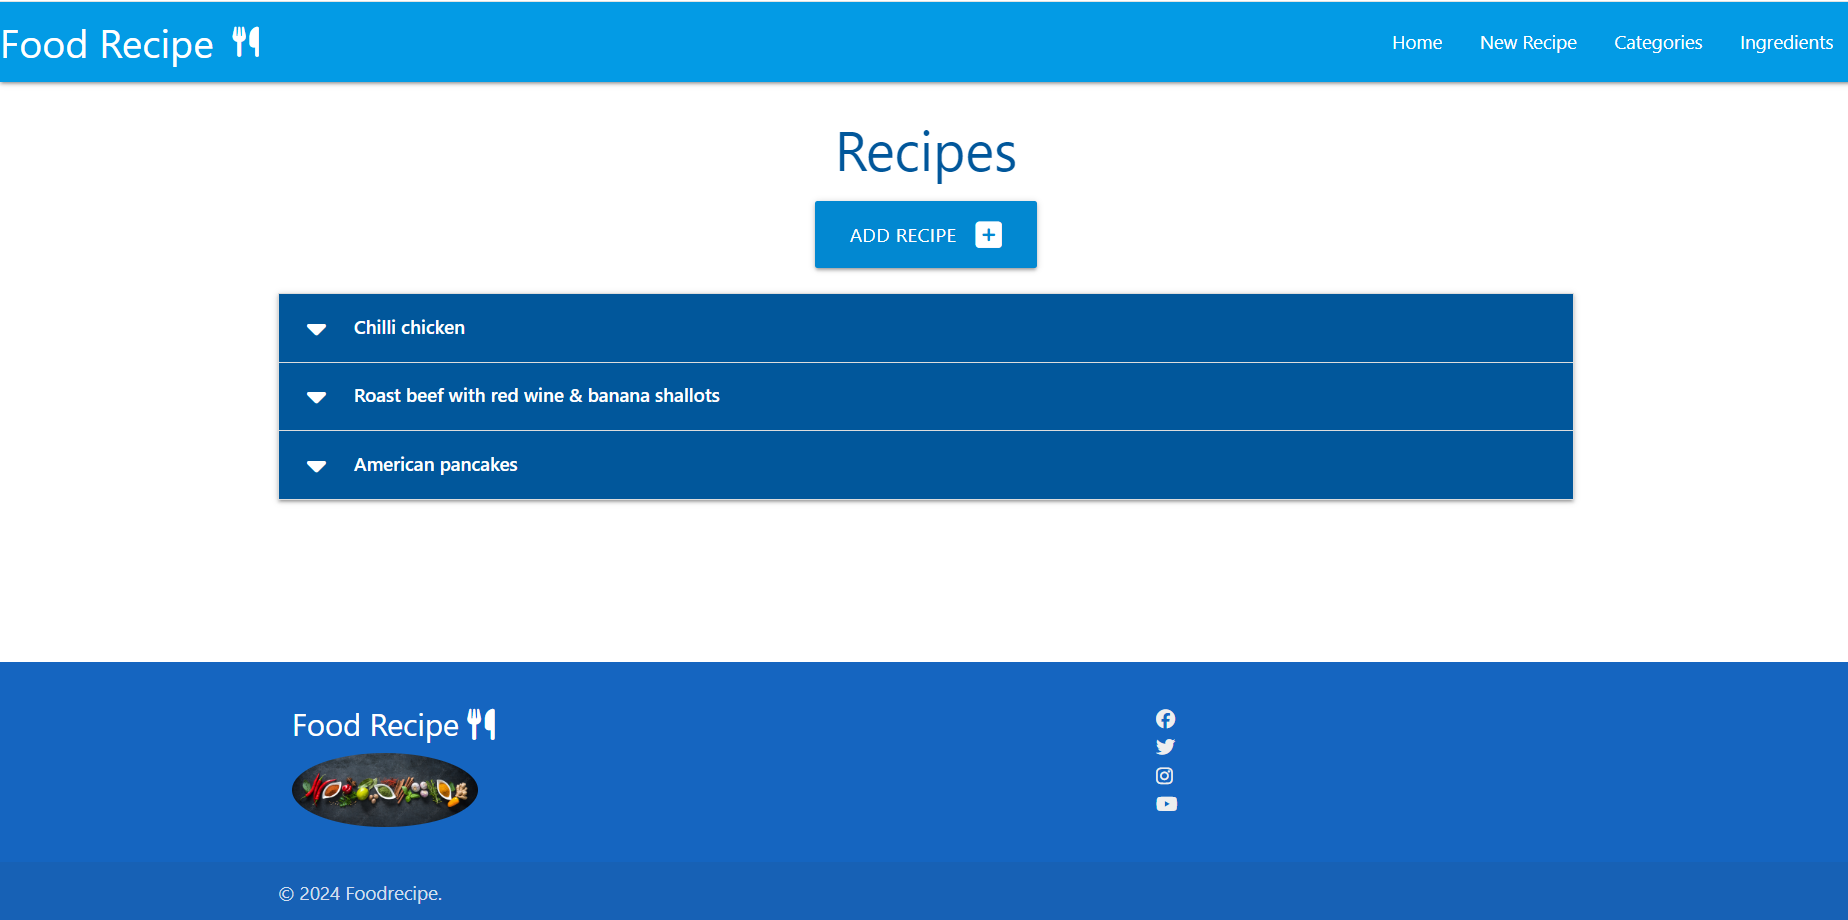 Food Recipe
Home New Recipe Categories Ingredients
Recipes
ADD RECIPE
Chilli chicken
Roast beef with red wine & banana shallots
American pancakes
Food Recipe
© 2024 Foodrecipe.